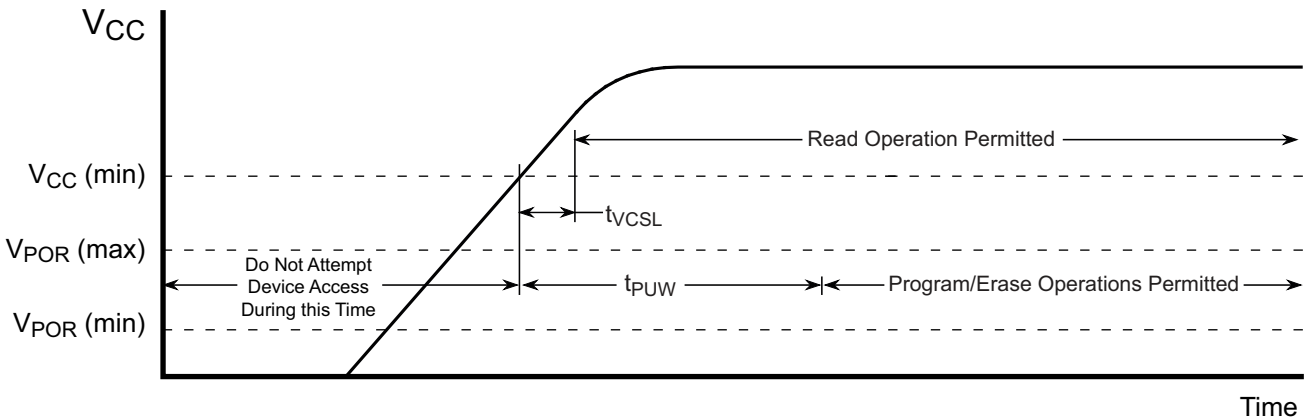 VCC
Read Operation Permitted
VCC (min)
tVCSL
VPOR (max)
Do Not Attempt
Device Access
During this Time
tPUW
Program/Erase Operations Permitted
VPOR (min)
Time